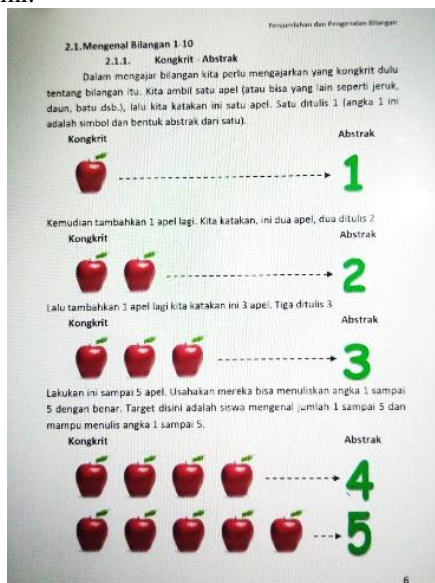 Penjumlahan dan Pengenalan Bilangan
2.1. Mengenal Bilangan 1-10
2.1.1. Kongkrit - Abstrak
Dalam mengajar bilangan kita perlu mengajarkan yang kongkrit dulu
tentang bilangan itu. Kita ambil satu apel (atau bisa yang lain seperti jeruk,
daun, batu dsb.), lalu kita katakan ini satu apel. Satu ditulis 1 (angka 1 ini
adalah simbol dan bentuk abstrak dari satu).
Kongkrit Abstrak
1
Kemudian tambahkan 1 apel lagi. Kita katakan, ini dua apel, dua ditulis 2
Kongkrit Abstrak
2
Lalu tambahkan 1 apel lagi kita katakan ini 3 apel. Tiga ditulis 3
Kongkrit Abstrak
3
Lakukan ini sampai 5 apel. Usahakan mereka bisa menuliskan angka 1 sampai
5 dengan benar. Target disini adalah siswa mengenal jumlah 1 sampai 5 dan
mampu menulis angka 1 sampai 5.
Kongkrit Abstrak
4
5
6